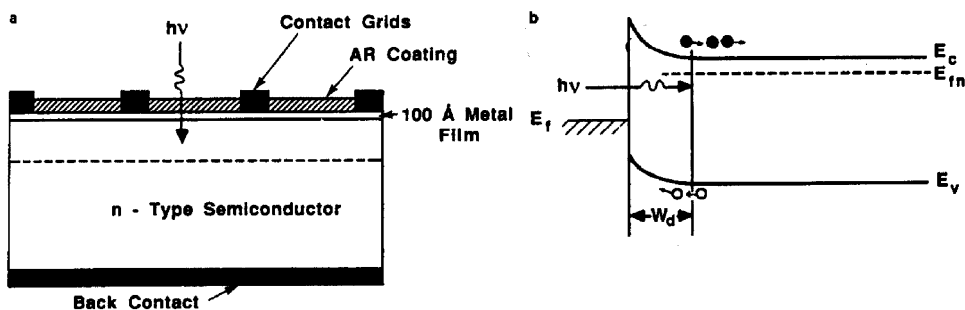 a
hν
Contact Grids
AR Coating
100 Å Metal
Film
n - Type Semiconductor
Back Contact
b
hν
E_c
E_fn
E_f
E_v
W_d